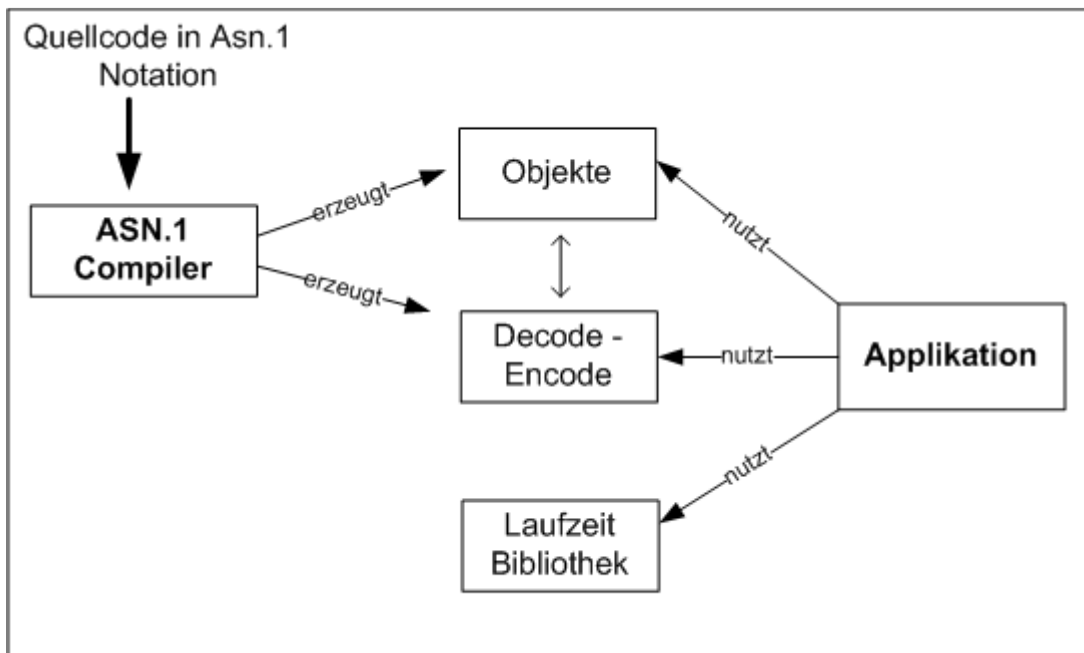 Quellcode in Asn.1
Notation
ASN.1
Compiler
erzeugt
erzeugt
Objekte
Decode -
Encode
Laufzeit
Bibliothek
nutzt
nutzt
nutzt
Applikation